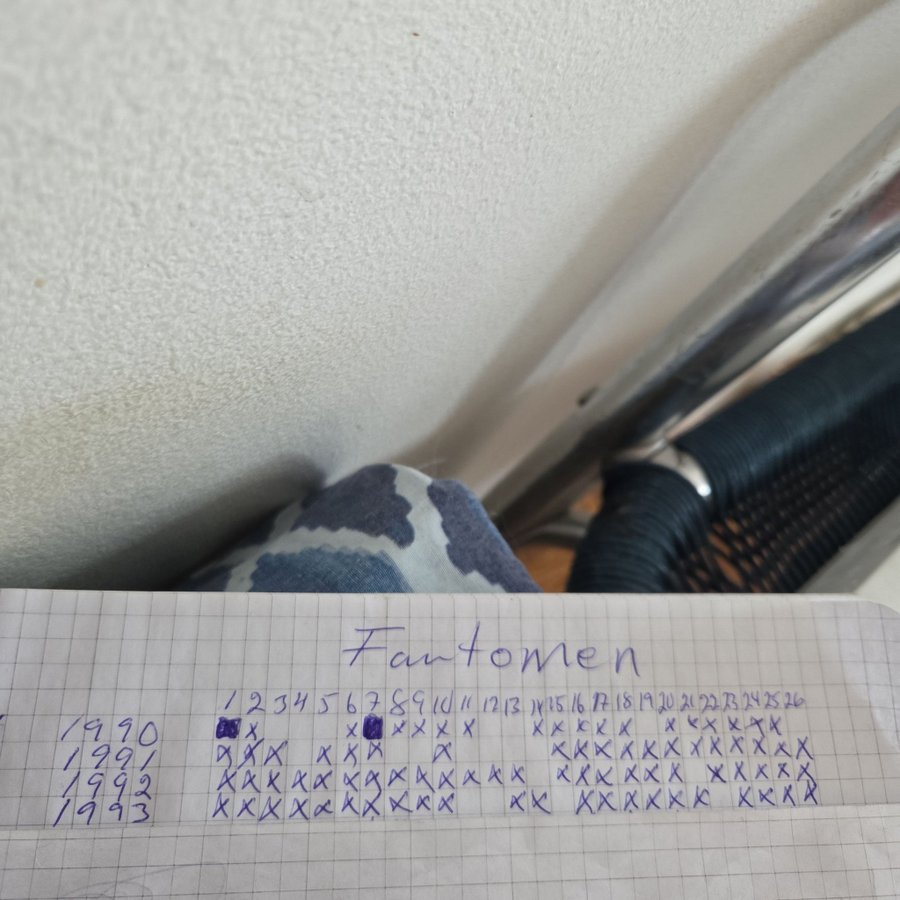 Fantomen
1 2 3 4 5 6 7 8 9 10 11 12 13 14 15 16 17 18 19 20 21 22 23 24 25 26
1990 x x x x x x x x x x x x x x x x x
1991 x x x x x x x x x x x x x x x x x x x
1992 x x x x x x x x x x x x x x x x x x x x x x x x
1993 x x x x x x x x x x x x x x x x x x x x x x